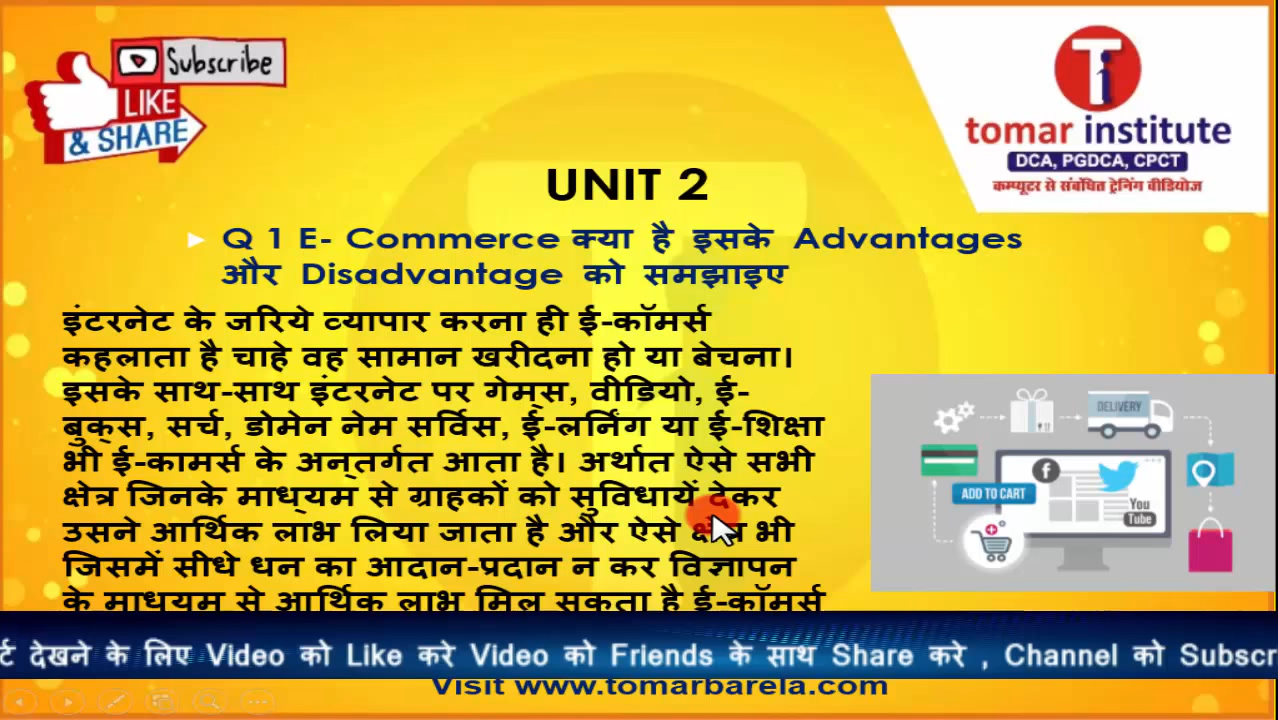 Subscribe
LIKE
& SHARE
Ti
tomar institute
DCA, PGDCA, CPCT
कम्प्यूटर से संबंधित ट्रेनिंग वीडियोज
UNIT 2
Q 1 E- Commerce क्या है इसके Advantages
और Disadvantage को समझाइए
इंटरनेट के जरिये व्यापार करना ही ई-कॉमर्स
कहलाता है चाहे वह सामान खरीदना हो या बेचना।
इसके साथ-साथ इंटरनेट पर गेम्स, वीडियो, ई-
बुक्स, सर्च, डोमेन नेम सर्विस, ई-लर्निंग या ई-शिक्षा
भी ई-कामर्स के अन्तर्गत आता है। अर्थात ऐसे सभी
क्षेत्र जिनके माध्यम से ग्राहकों को सुविधायें देकर
उसने आर्थिक लाभ लिया जाता है और ऐसे क्षेत्र भी
जिसमें सीधे धन का आदान-प्रदान न कर विज्ञापन
के माध्यम से आर्थिक लाभ मिल सकता है ई-कॉमर्स
DELIVERY
ADD TO CART
You
Tube
देखने के लिए Video को Like करे Video को Friends के साथ Share करे , Channel को
Visit www.tomarbarela.com